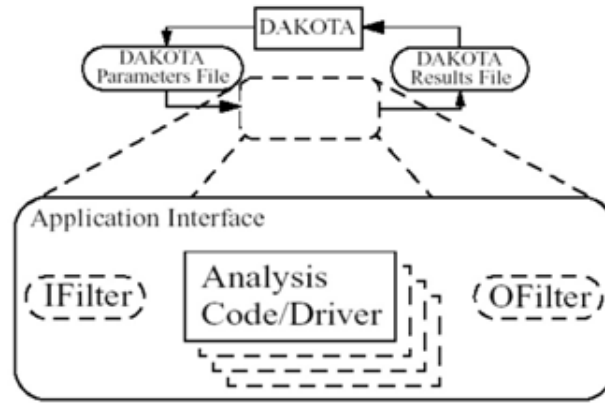 DAKOTA
DAKOTA
Parameters File
DAKOTA
Results File
Application Interface
IFilter
Analysis
Code/Driver
OFilter